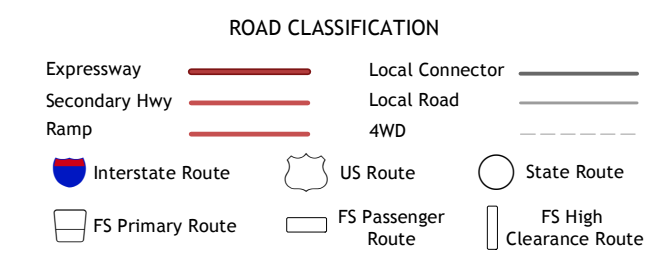 ROAD CLASSIFICATION
Expressway
Local Connector
Secondary Hwy
Local Road
Ramp
4WD
Interstate Route
US Route
State Route
FS Primary Route
FS Passenger
Route
FS High
Clearance Route